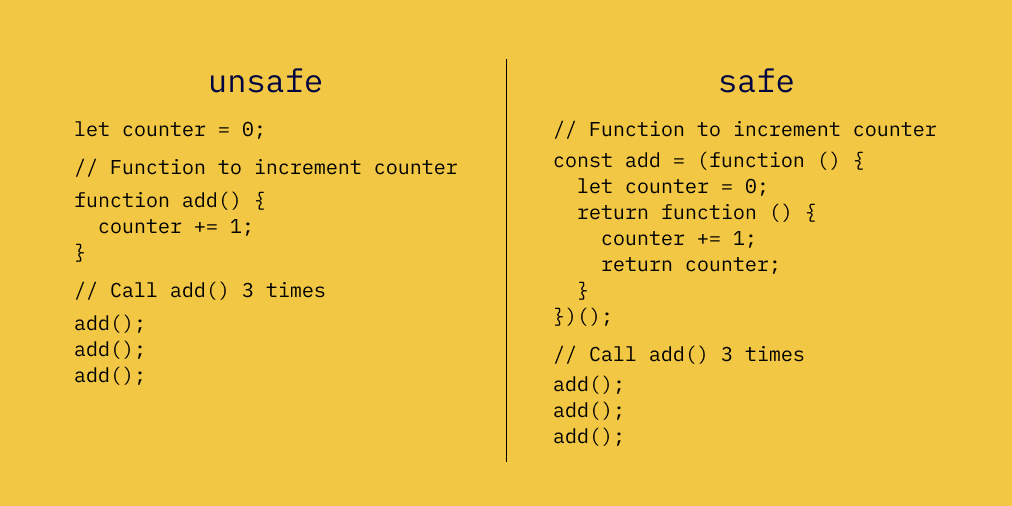 unsafe
let counter = 0;
// Function to increment counter
function add() {
  counter += 1;
}
// Call add() 3 times
add();
add();
add();
safe
// Function to increment counter
const add = (function () {
  let counter = 0;
  return function () {
    counter += 1;
    return counter;
  }
})();
// Call add() 3 times
add();
add();
add();